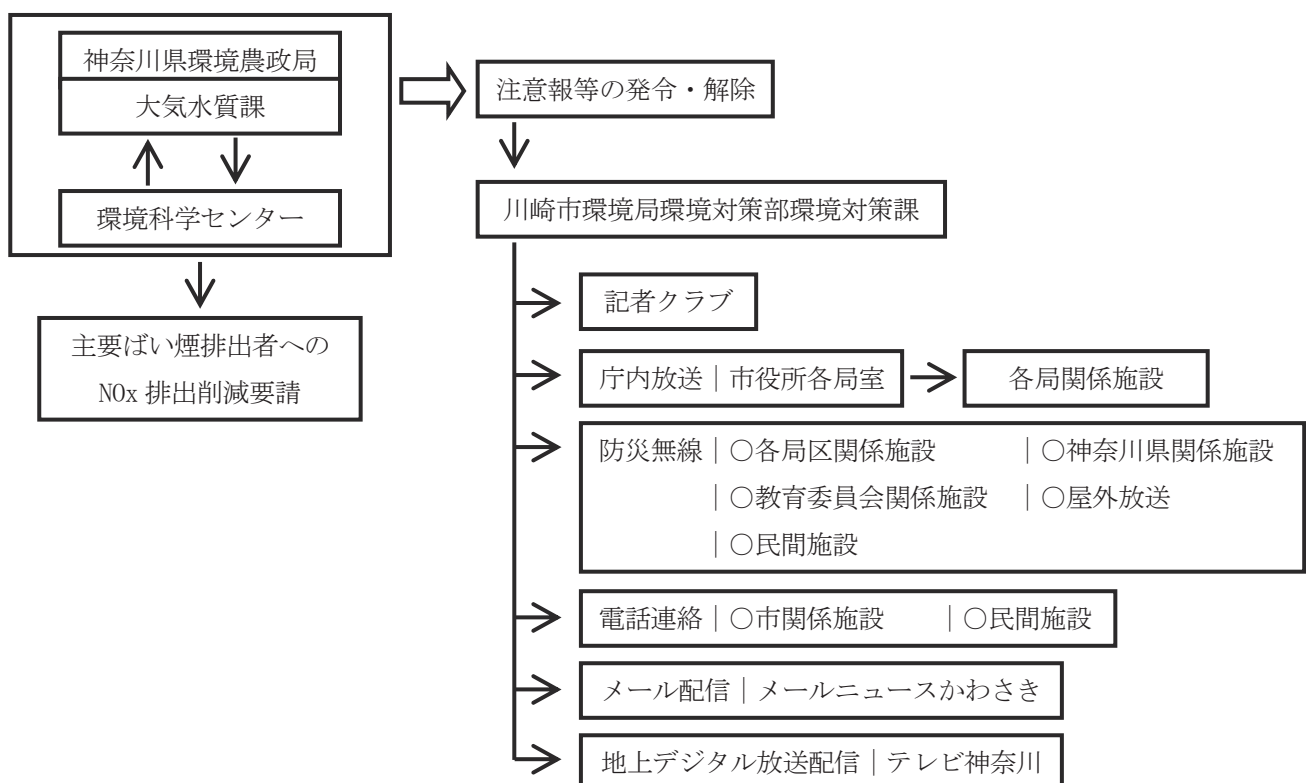 神奈川県環境農政局
大気水質課
環境科学センター
主要ばい煙排出者への
NOx 排出削減要請
注意報等の発令・解除
川崎市環境局環境対策部環境対策課
記者クラブ
庁内放送｜市役所各局室
各局関係施設
防災無線｜○各局区関係施設 ｜○神奈川県関係施設
｜○教育委員会関係施設 ｜○屋外放送
｜○民間施設
電話連絡｜○市関係施設 ｜○民間施設
メール配信｜メールニュースかわさき
地上デジタル放送配信｜テレビ神奈川